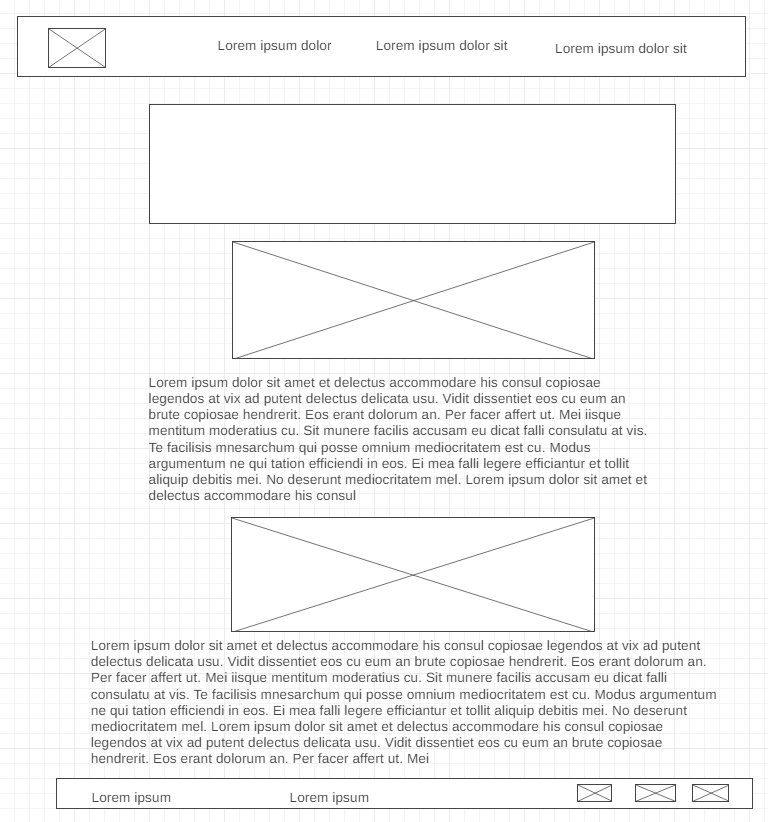 Lorem ipsum dolor
Lorem ipsum dolor sit
Lorem ipsum dolor sit
Lorem ipsum dolor sit amet et delectus accommodare his consul copiosae
legendos at vix ad putent delectus delicata usu. Vidit dissentiet eos cu eum an
brute copiosae hendrerit. Eos erant dolorum an. Per facer affert ut. Mei iisque
mentitum moderatius cu. Sit munere facilis accusam eu dicat falli consulatu at vis.
Te facilisis mnesarchum qui posse omnium mediocritatem est cu. Modus
argumentum ne qui tation efficiendi in eos. Ei mea falli legere efficiantur et tollit
aliquip debitis mei. No deserunt mediocritatem mel. Lorem ipsum dolor sit amet et
delectus accommodare his consul
Lorem ipsum dolor sit amet et delectus accommodare his consul copiosae legendos at vix ad putent
delectus delicata usu. Vidit dissentiet eos cu eum an brute copiosae hendrerit. Eos erant dolorum an.
Per facer affert ut. Mei iisque mentitum moderatius cu. Sit munere facilis accusam eu dicat falli
consulatu at vis. Te facilisis mnesarchum qui posse omnium mediocritatem est cu. Modus argumentum
ne qui tation efficiendi in eos. Ei mea falli legere efficiantur et tollit aliquip debitis mei. No deserunt
mediocritatem mel. Lorem ipsum dolor sit amet et delectus accommodare his consul copiosae
legendos at vix ad putent delectus delicata usu. Vidit dissentiet eos cu eum an brute copiosae
hendrerit. Eos erant dolorum an. Per facer affert ut. Mei
Lorem ipsum
Lorem ipsum